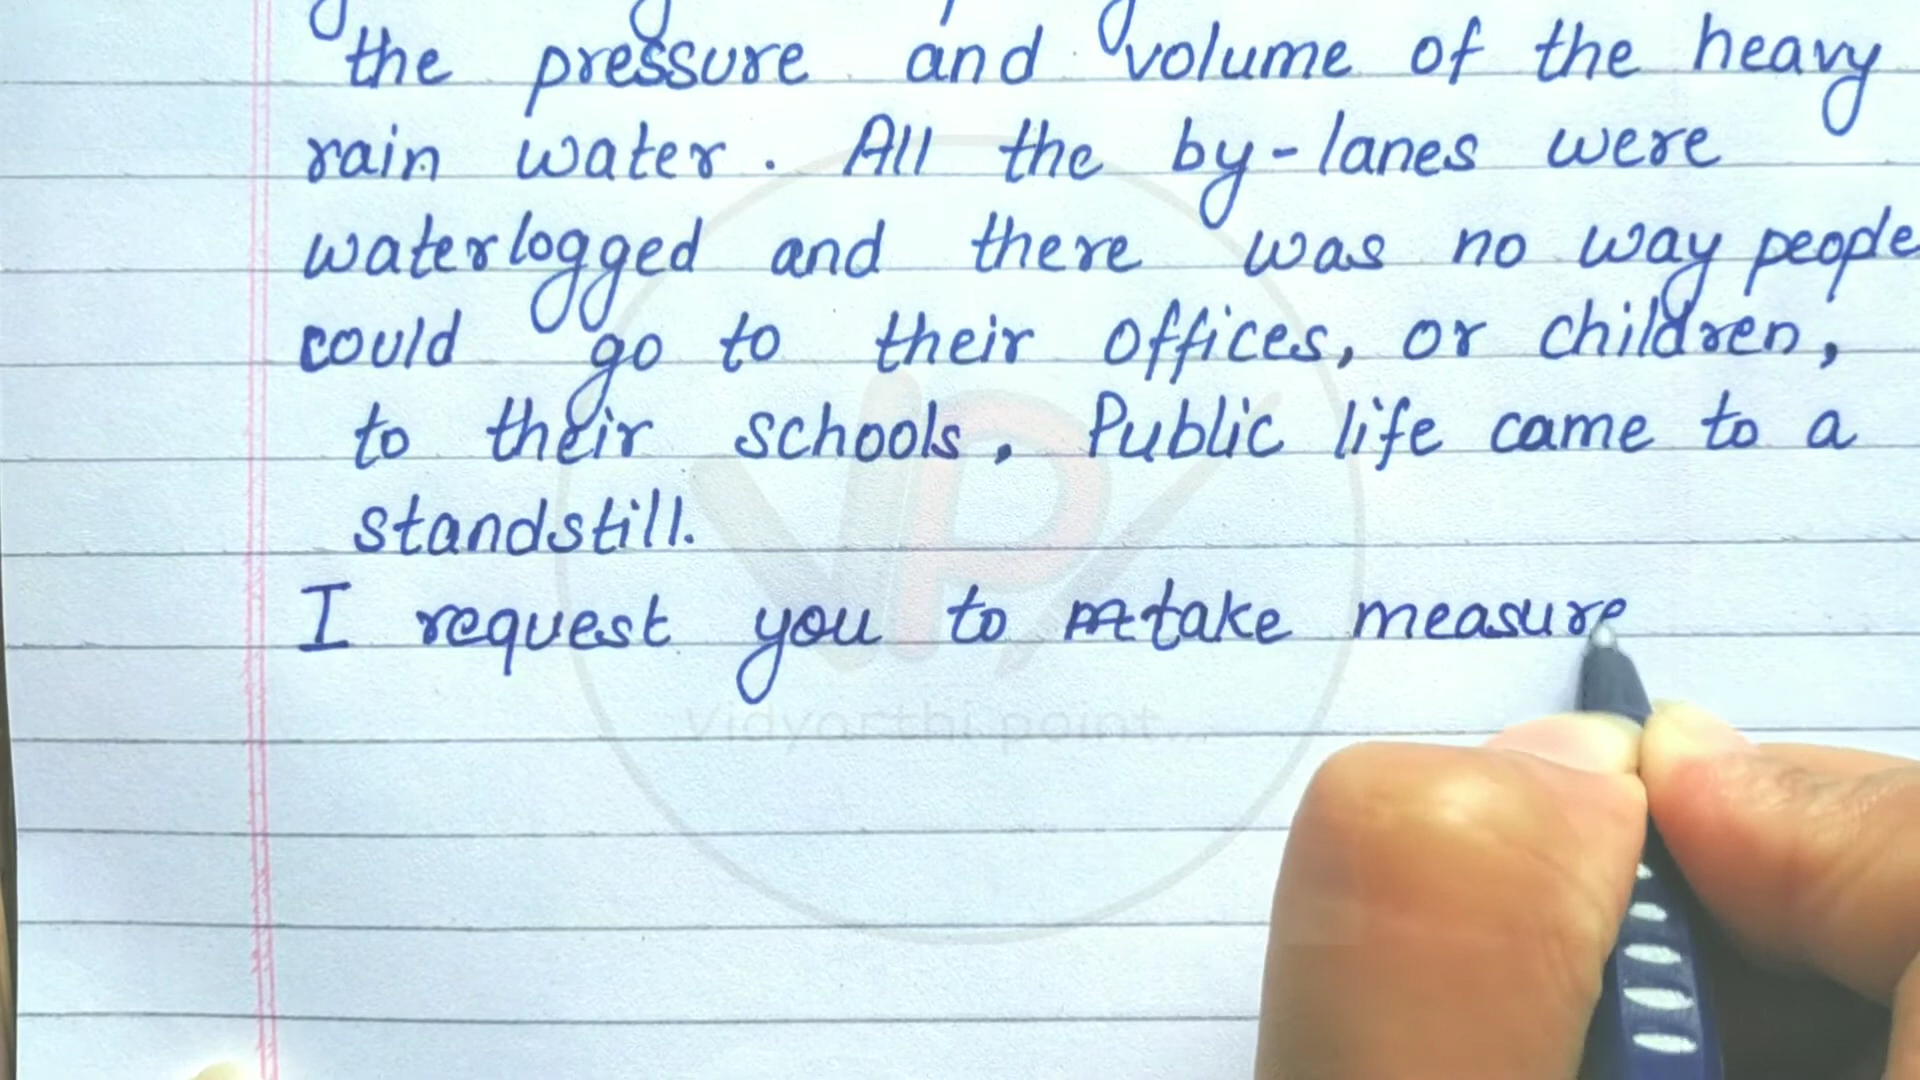 the pressure and volume of the heavy
rain water. All the by-lanes were
waterlogged and there was no way people
could go to their offices, or children,
to their schools. Public life came to a
standstill.
I request you to take measure
Vidyarthi point...